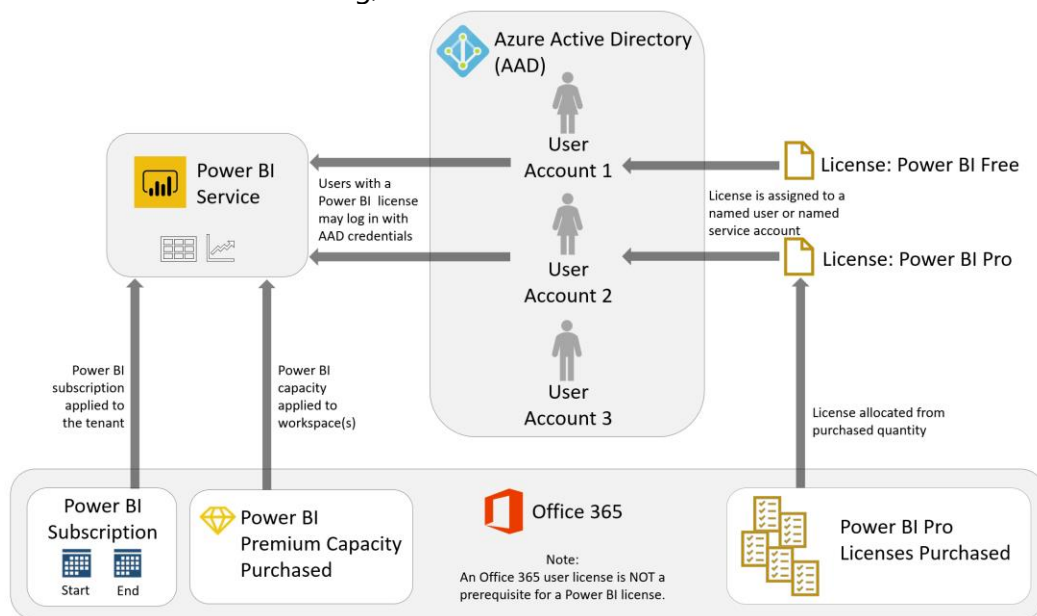 Azure Active Directory
(AAD)
User
Account 1
Power BI
Service
Users with a
Power BI license
may log in with
AAD credentials
License: Power BI Free
License is assigned to a
named user or named
service account
License: Power BI Pro
User
Account 2
User
Account 3
Power BI
subscription
applied to
the tenant
Power BI
capacity
applied to
workspace(s)
License allocated from
purchased quantity
Power BI
Subscription
Start End
Power BI
Premium Capacity
Purchased
Office 365
Note:
An Office 365 user license is NOT a
prerequisite for a Power BI license.
Power BI Pro
Licenses Purchased